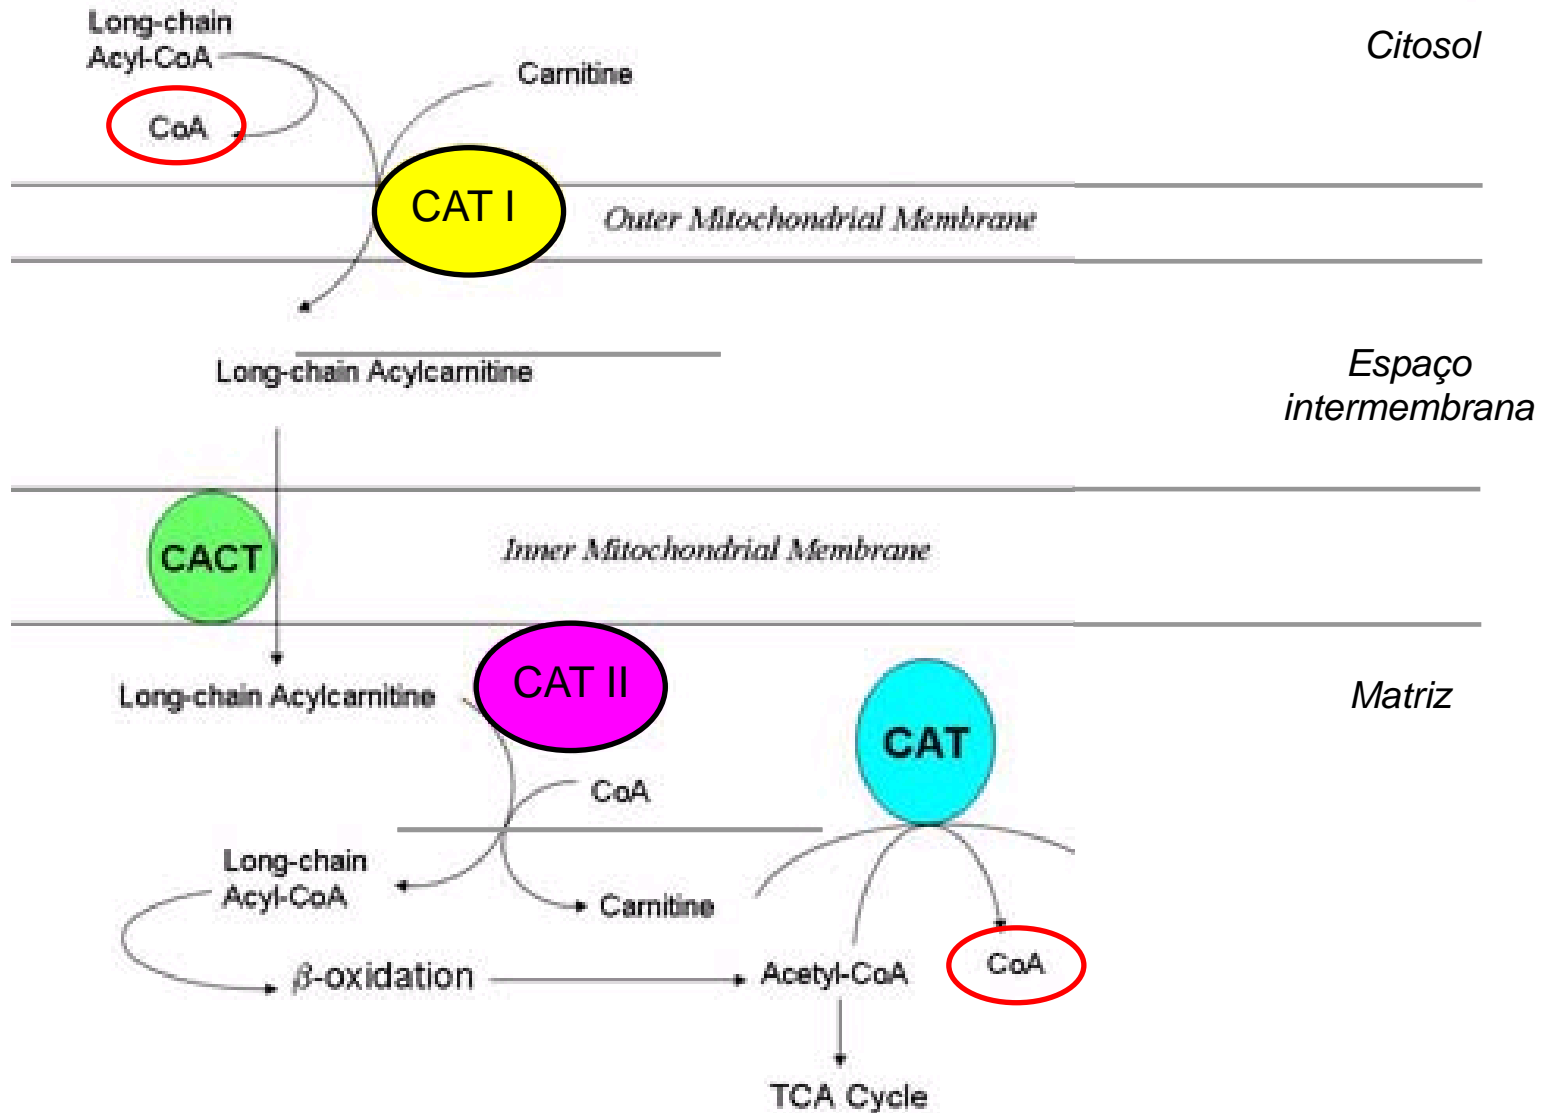 Long-chain
Acyl-CoA
Carnitine
Citosol
CoA
CAT I
Outer Mitochondrial Membrane
Long-chain Acylcarnitine
Espaço
intermembrana
CACT
Inner Mitochondrial Membrane
Long-chain Acylcarnitine
CAT II
Matriz
CAT
CoA
Long-chain
Acyl-CoA
Carnitine
β-oxidation
Acetyl-CoA
CoA
TCA Cycle